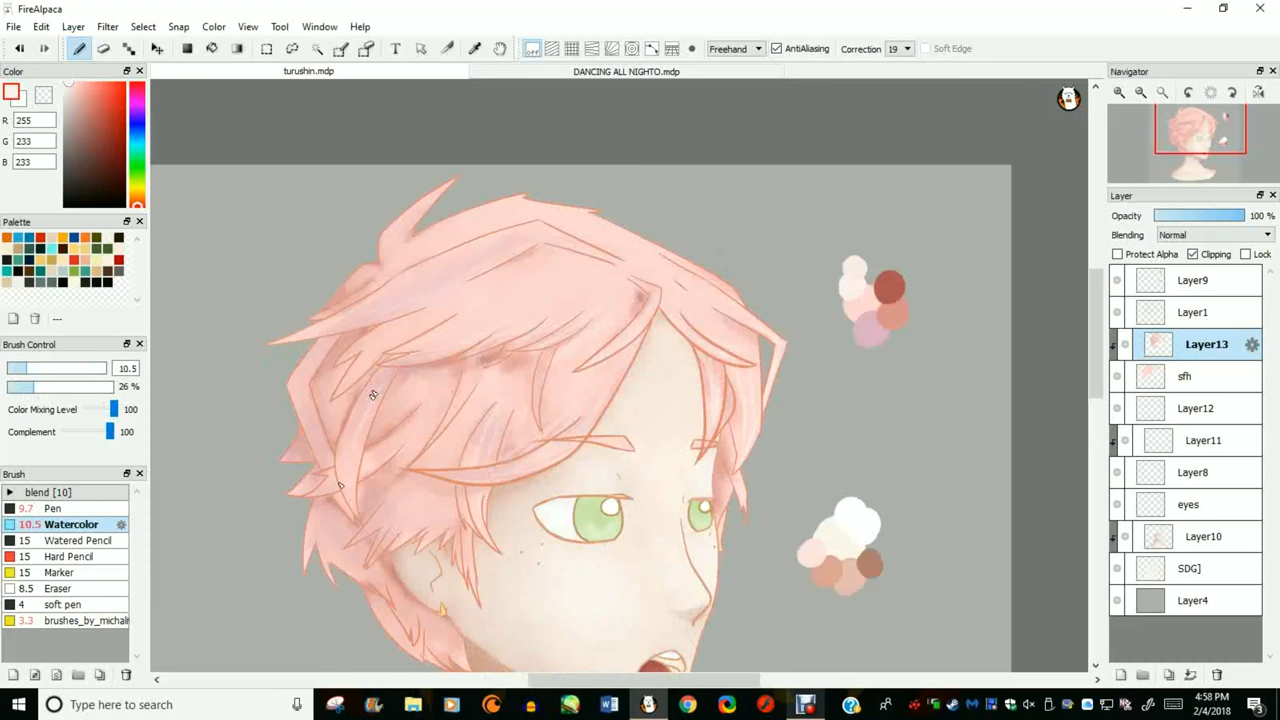 FireAlpaca
File Edit Layer Filter Select Snap Color View Tool Window Help
T off Freehand AntiAliasing Correction 19 Soft Edge
Color
turushin.mdp DANCING ALL NIGHTO.mdp
Navigator
R 255
G 233
B 233
Palette
Layer
Opacity 100 %
Blending Normal
Protect Alpha Clipping Lock
Layer9
Layer1
Layer13
sfh
Layer12
Layer11
Layer8
eyes
Layer10
SDG]
Layer4
Brush Control
10.5
26 %
Color Mixing Level 100
Complement 100
Brush
blend [10]
9.7 Pen
10.5 Watercolor
15 Watered Pencil
15 Hard Pencil
15 Marker
8.5 Eraser
4 soft pen
3.3 brushes_by_michalr
Type here to search
4:58 PM
2/4/2018